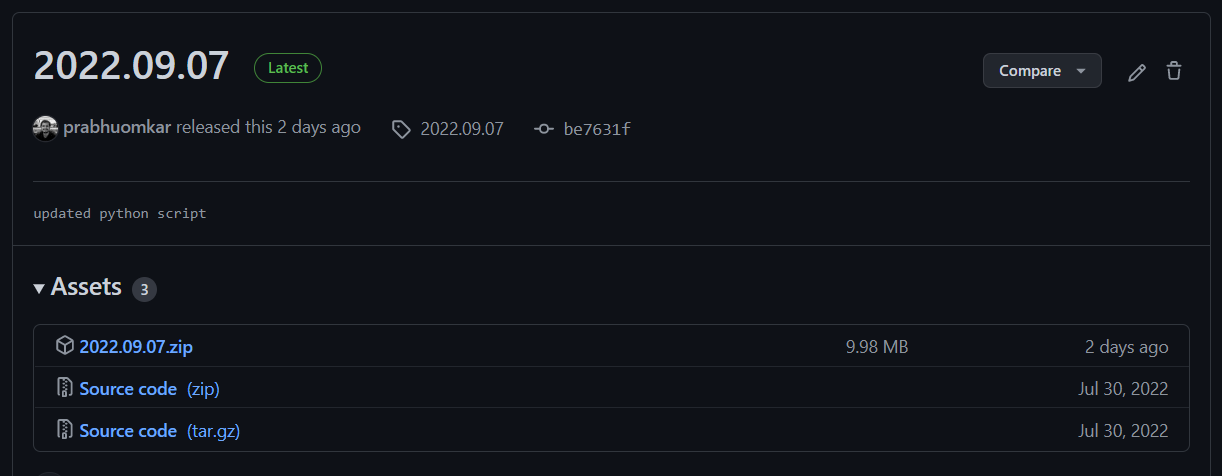 2022.09.07 Latest Compare
prabhuomkar released this 2 days ago 2022.09.07 be7631f
updated python script
Assets 3
2022.09.07.zip 9.98 MB 2 days ago
Source code (zip) Jul 30, 2022
Source code (tar.gz) Jul 30, 2022